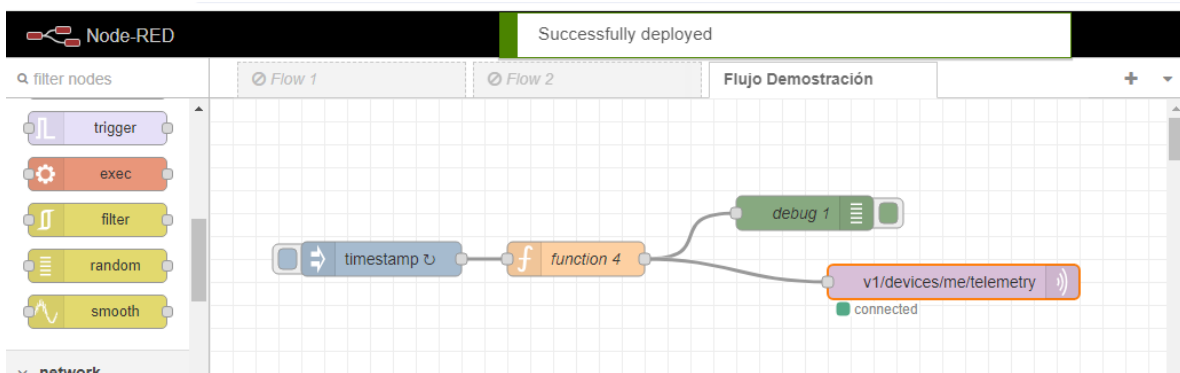 Node-RED
Successfully deployed
filter nodes
Flow 1
Flow 2
Flujo Demostración
trigger
exec
filter
random
smooth
network
timestamp ↻
function 4
debug 1
v1/devices/me/telemetry
connected